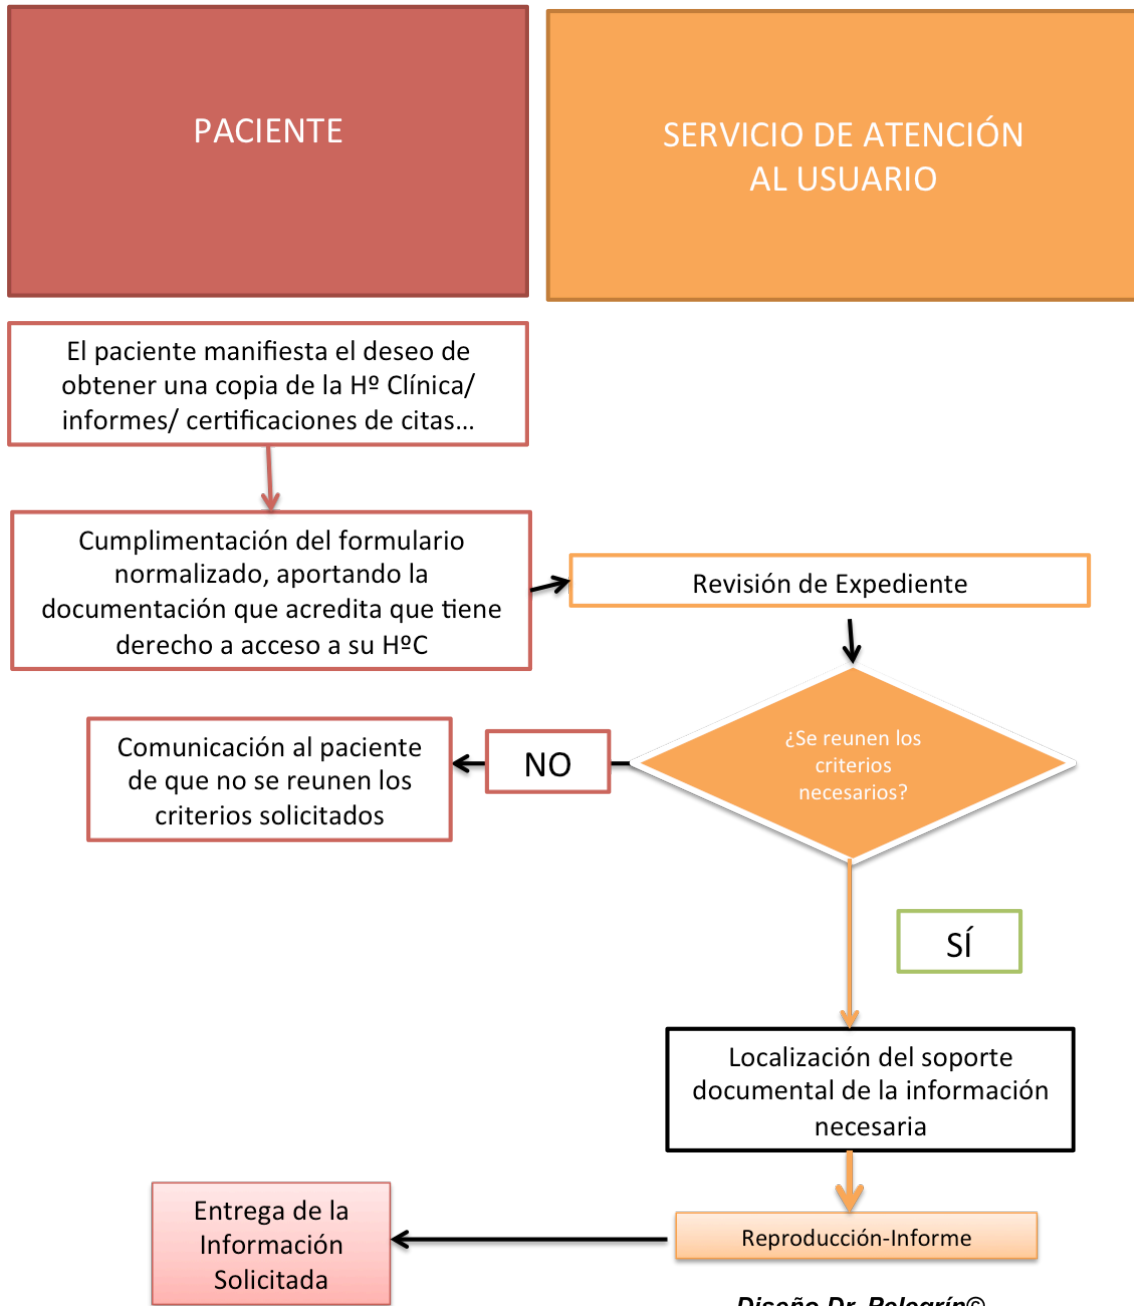 PACIENTE
SERVICIO DE ATENCIÓN
AL USUARIO
El paciente manifiesta el deseo de
obtener una copia de la Hº Clínica/
informes/ certificaciones de citas...
Cumplimentación del formulario
normalizado, aportando la
documentación que acredita que tiene
derecho a acceso a su HºC
Revisión de Expediente
¿Se reunen los
criterios
necesarios?
NO
Comunicación al paciente
de que no se reunen los
criterios solicitados
SÍ
Localización del soporte
documental de la información
necesaria
Reproducción-Informe
Entrega de la
Información
Solicitada
Diseño Dr. Pelegrín©